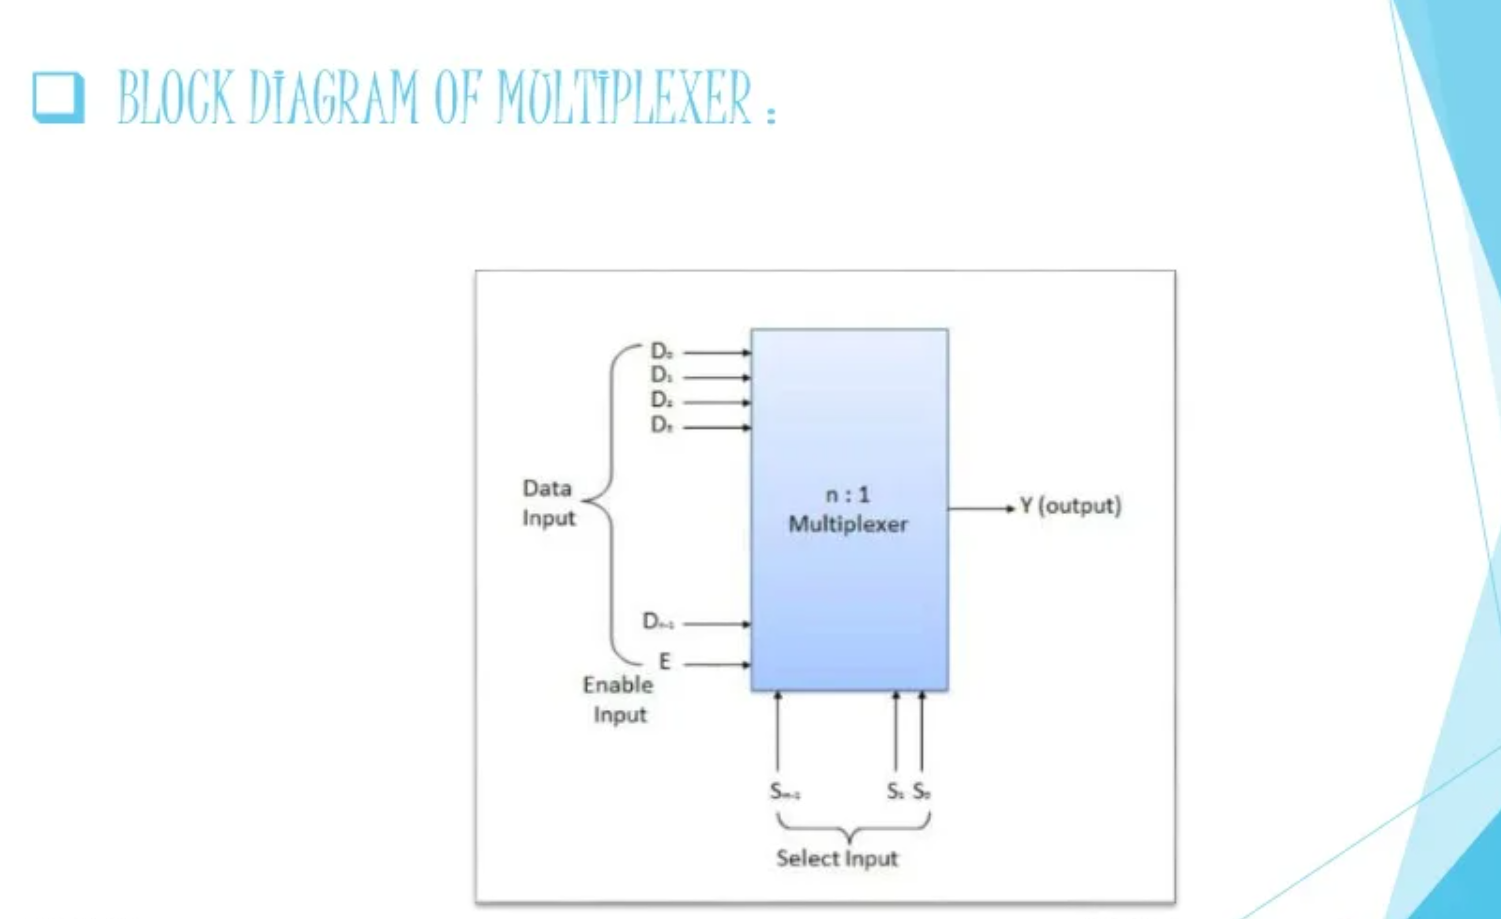 BLOCK DIAGRAM OF MULTIPLEXER :
D₀
D₁
D₂
D₃
Data
Input
n : 1
Multiplexer
Y (output)
Dₙ₋₁
E
Enable
Input
Sₘ₋₁ S₁ S₀
Select Input